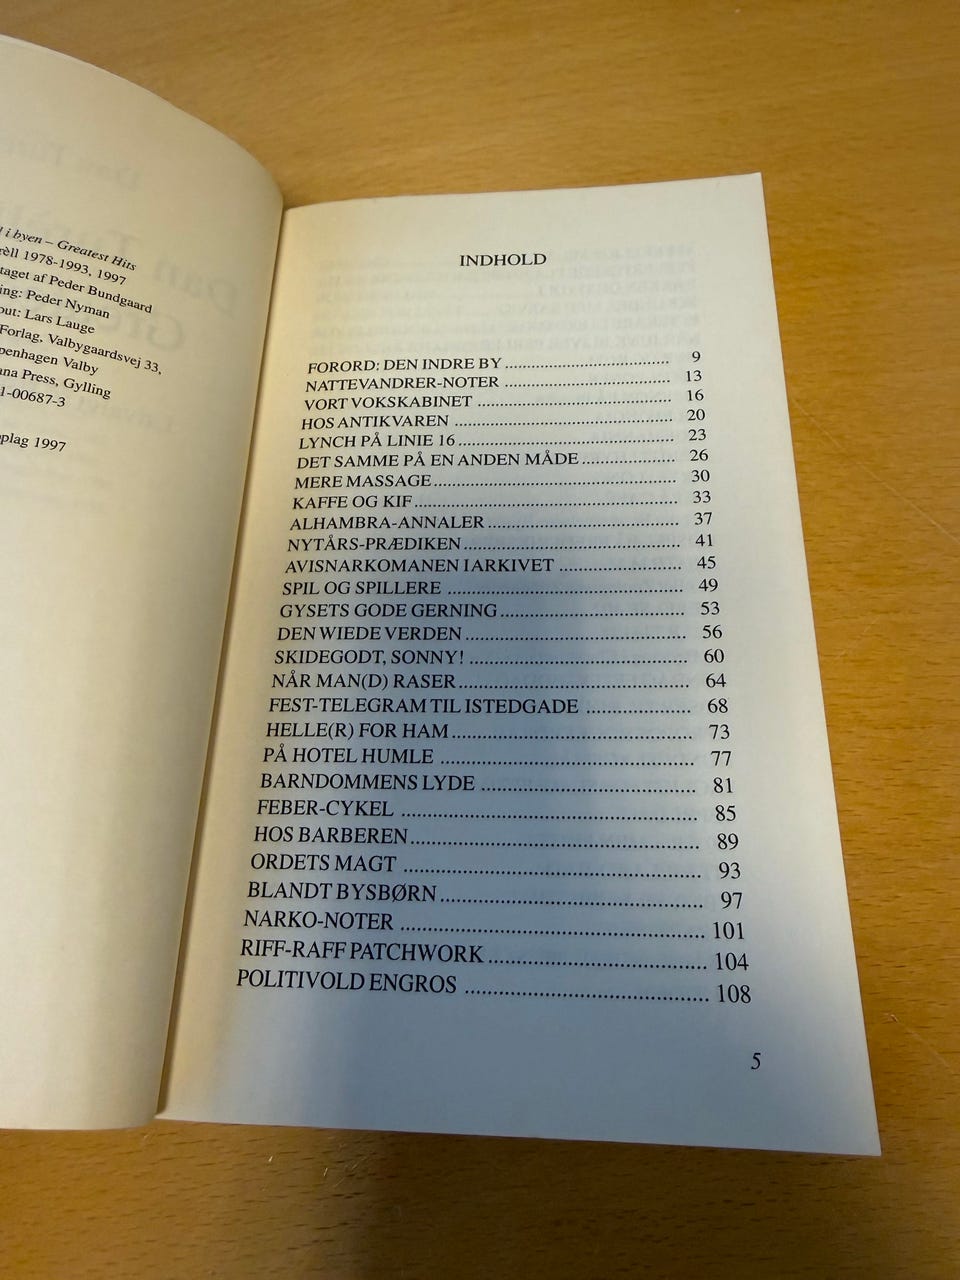 i byen – Greatest Hits
1978-1993, 1997
taget af Peder Bundgaard
ing: Peder Nyman
out: Lars Lauge
Forlag, Valbygaardsvej 33,
penhagen Valby
na Press, Gylling
1-00687-3
plag 1997
INDHOLD
FORORD: DEN INDRE BY ........................................ 9
NATTEVANDRER-NOTER ........................................ 13
VORT VOKSKABINET ........................................ 16
HOS ANTIKVAREN ........................................ 20
LYNCH PÅ LINIE 16 ........................................ 23
DET SAMME PÅ EN ANDEN MÅDE ........................ 26
MERE MASSAGE ........................................ 30
KAFFE OG KIF ........................................ 33
ALHAMBRA-ANNALER ........................................ 37
NYTÅRS-PRÆDIKEN ........................................ 41
AVISNARKOMANEN I ARKIVET ........................ 45
SPIL OG SPILLERE ........................................ 49
GYSETS GODE GERNING ........................................ 53
DEN WIEDE VERDEN ........................................ 56
SKIDEGODT, SONNY! ........................................ 60
NÅR MAN(D) RASER ........................................ 64
FEST-TELEGRAM TIL ISTEDGADE .................... 68
HELLE(R) FOR HAM ........................................ 73
PÅ HOTEL HUMLE ........................................ 77
BARNDOMMENS LYDE ........................................ 81
FEBER-CYKEL ........................................ 85
HOS BARBEREN ........................................ 89
ORDETS MAGT ........................................ 93
BLANDT BYSBØRN ........................................ 97
NARKO-NOTER ........................................ 101
RIFF-RAFF PATCHWORK ........................................ 104
POLITIVOLD ENGROS ........................................ 108
5